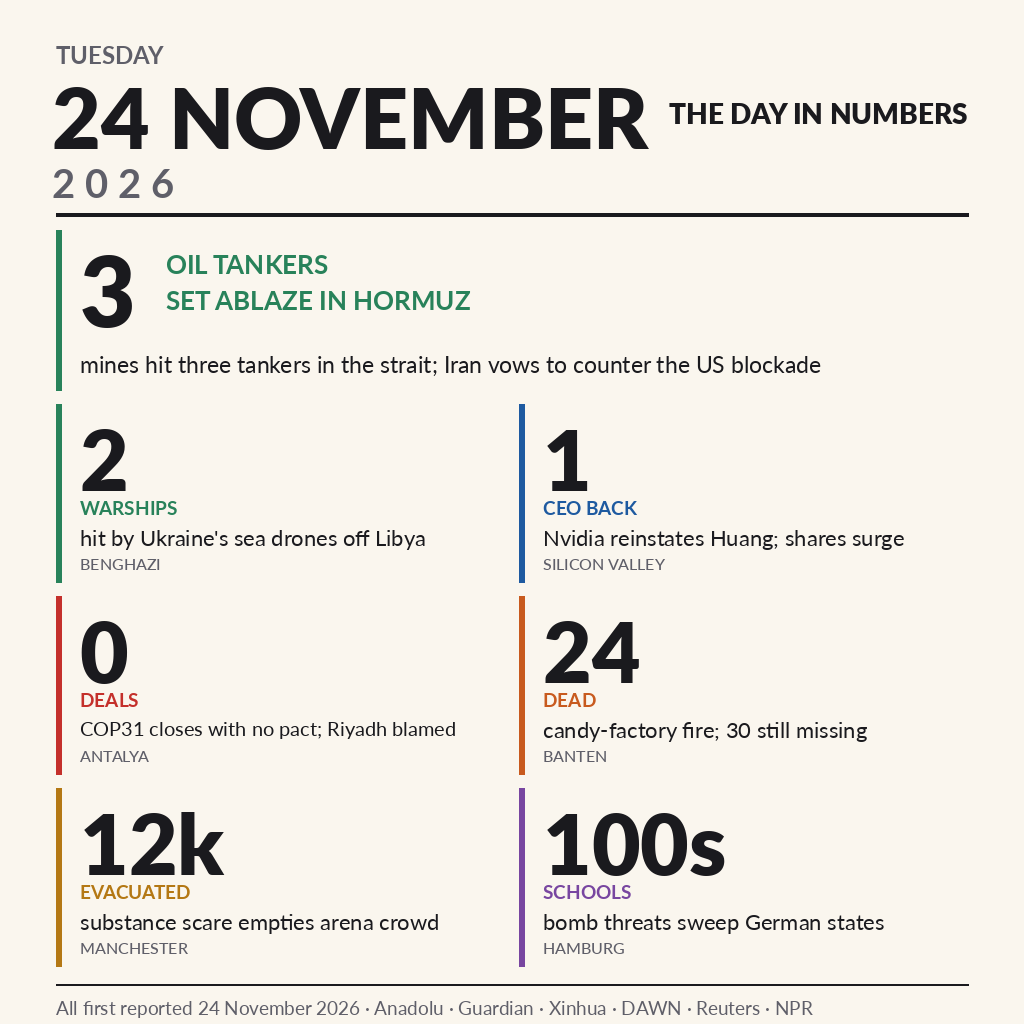 TUESDAY
24 NOVEMBER
THE DAY IN NUMBERS
2026
3
OIL TANKERS
SET ABLAZE IN HORMUZ
mines hit three tankers in the strait; Iran vows to counter the US blockade
2
WARSHIPS
hit by Ukraine's sea drones off Libya
BENGHAZI
1
CEO BACK
Nvidia reinstates Huang; shares surge
SILICON VALLEY
0
DEALS
COP31 closes with no pact; Riyadh blamed
ANTALYA
24
DEAD
candy-factory fire; 30 still missing
BANTEN
12k
EVACUATED
substance scare empties arena crowd
MANCHESTER
100s
SCHOOLS
bomb threats sweep German states
HAMBURG
All first reported 24 November 2026 · Anadolu · Guardian · Xinhua · DAWN · Reuters · NPR